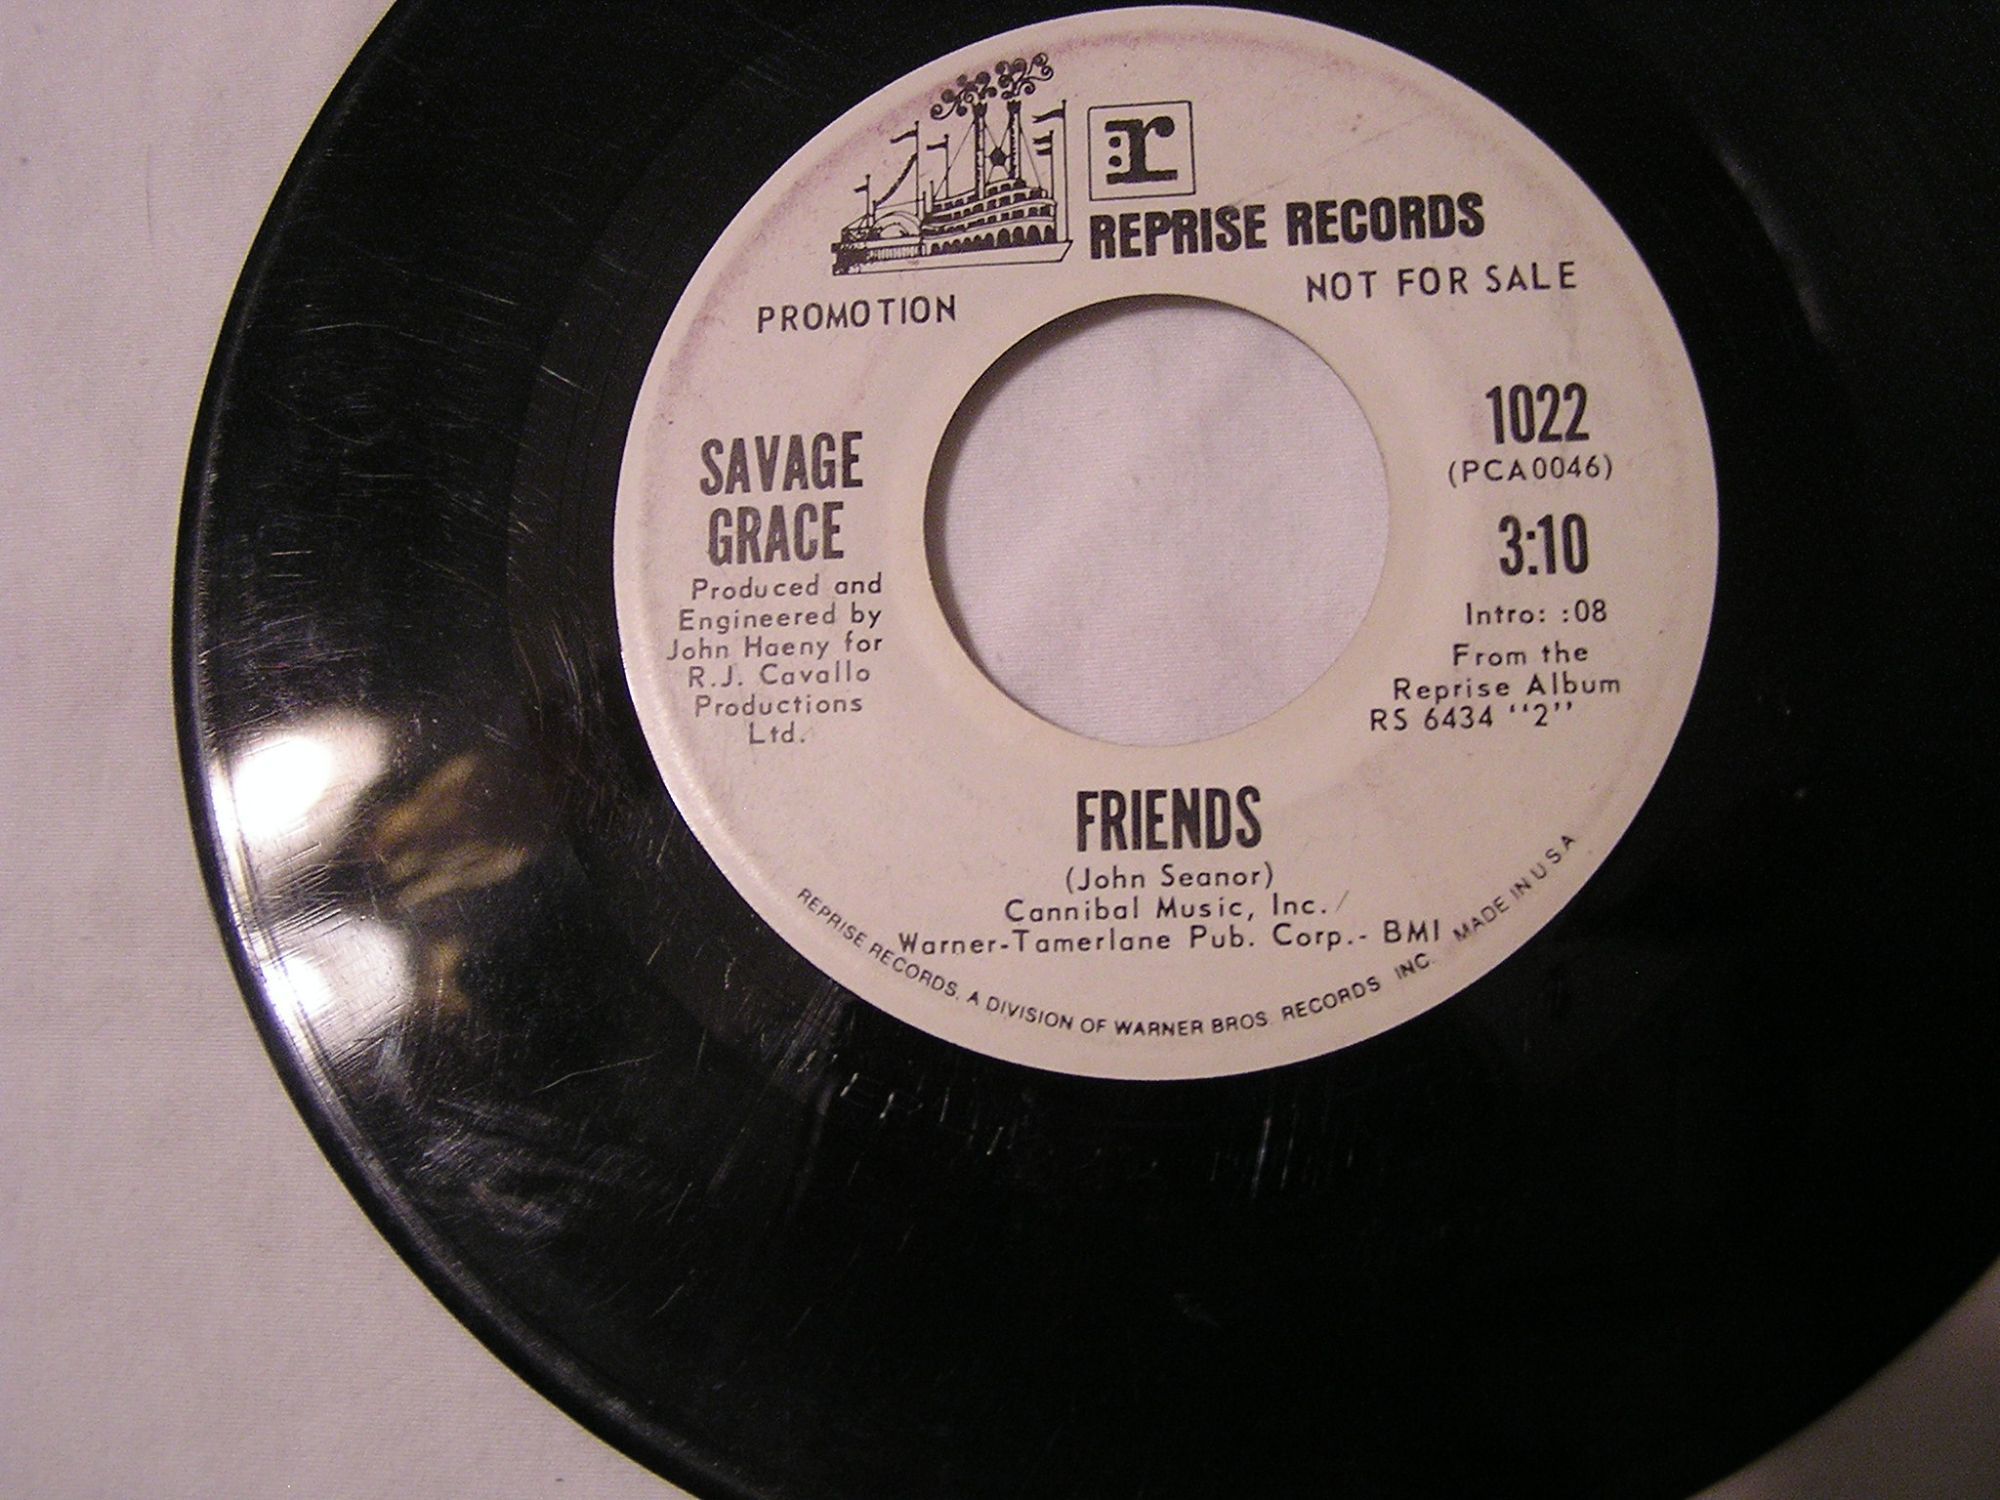 r:
REPRISE RECORDS
PROMOTION
NOT FOR SALE
SAVAGE
GRACE
Produced and
Engineered by
John Haeny for
R.J. Cavallo
Productions
Ltd.
1022
(PCA0046)
3:10
Intro: :08
From the
Reprise Album
RS 6434 "2"
FRIENDS
(John Seanor)
Cannibal Music, Inc./
Warner-Tamerlane Pub. Corp.- BMI
REPRISE RECORDS, A DIVISION OF WARNER BROS. RECORDS INC. MADE IN U.S.A